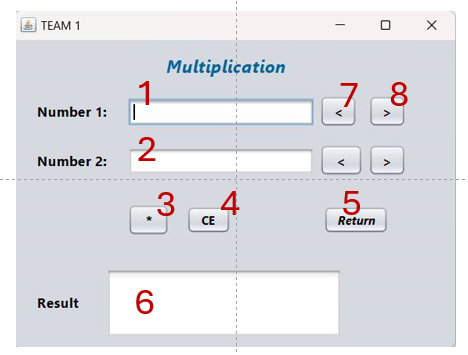 TEAM 1
Multiplication
Number 1: 1 7 < 8 >
Number 2: 2 < >
3 * 4 CE 5 Return
Result 6